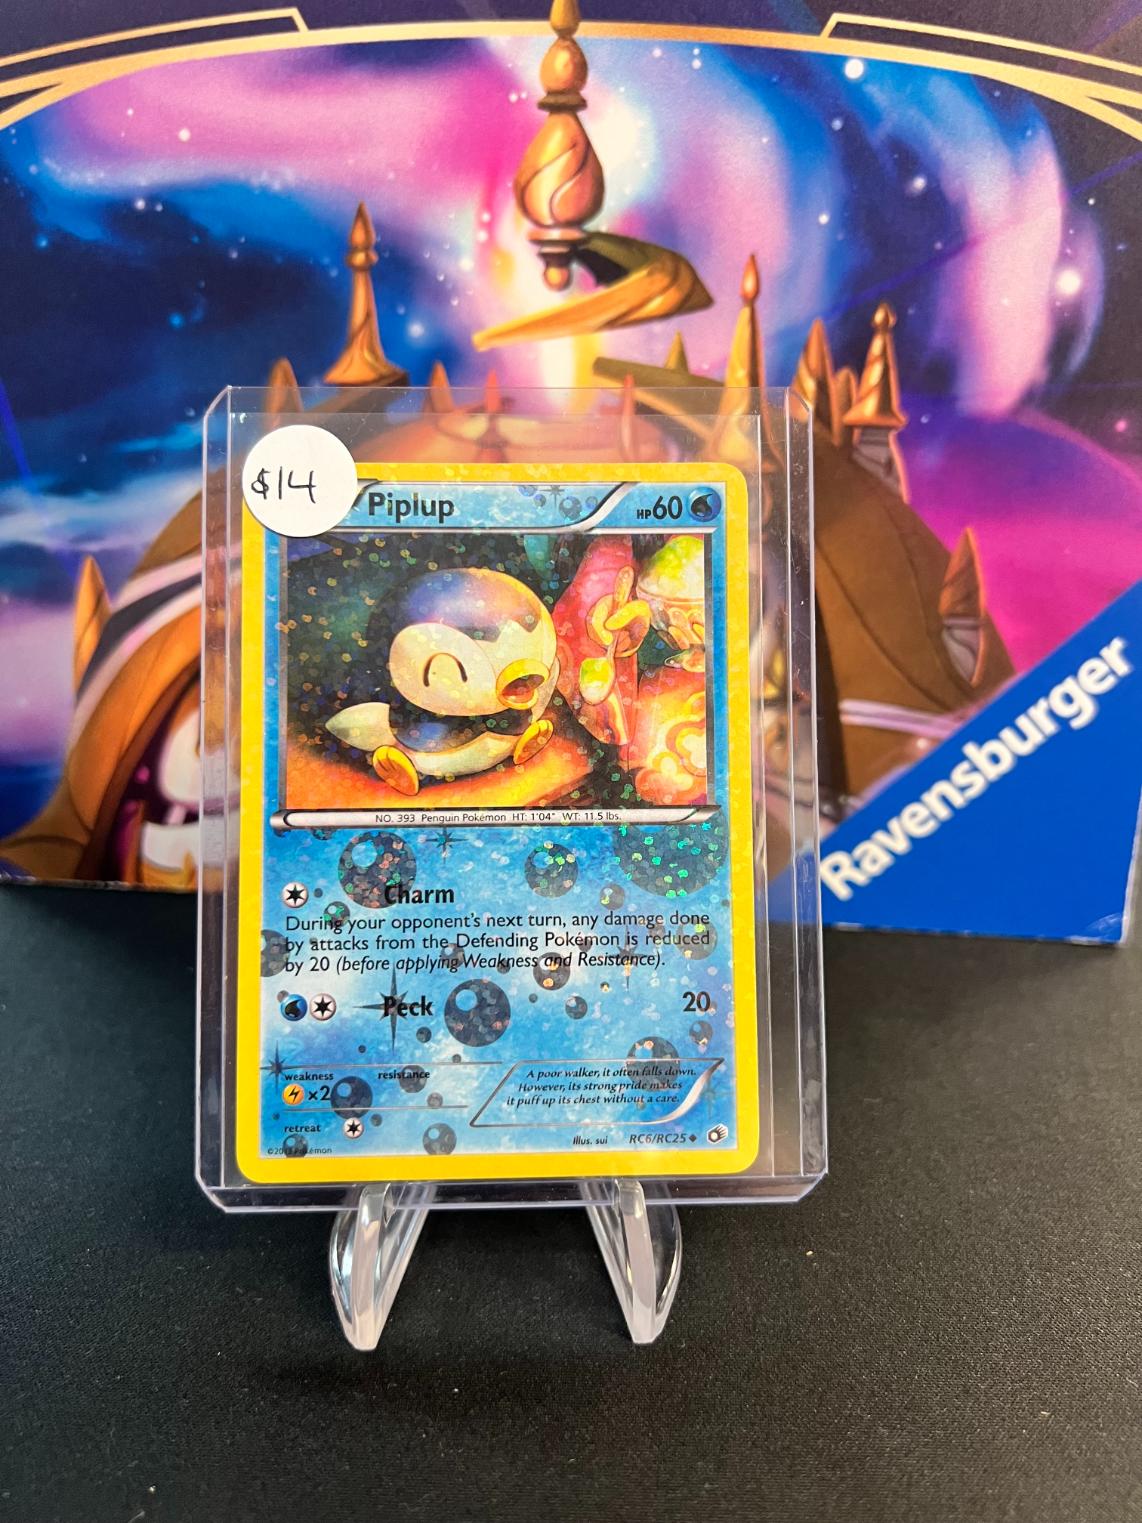 $14
Piplup
HP60
NO. 393 Penguin Pokémon HT: 1'04" WT: 11.5 lbs.
Charm
During your opponent's next turn, any damage done
by attacks from the Defending Pokémon is reduced
by 20 (before applying Weakness and Resistance).
Peck 20
weakness resistance
×2
A poor walker, it often falls down.
However, its strong pride makes
it puff up its chest without a care.
retreat
Illus. sui RC6/RC25
Pokémon
Ravensburger